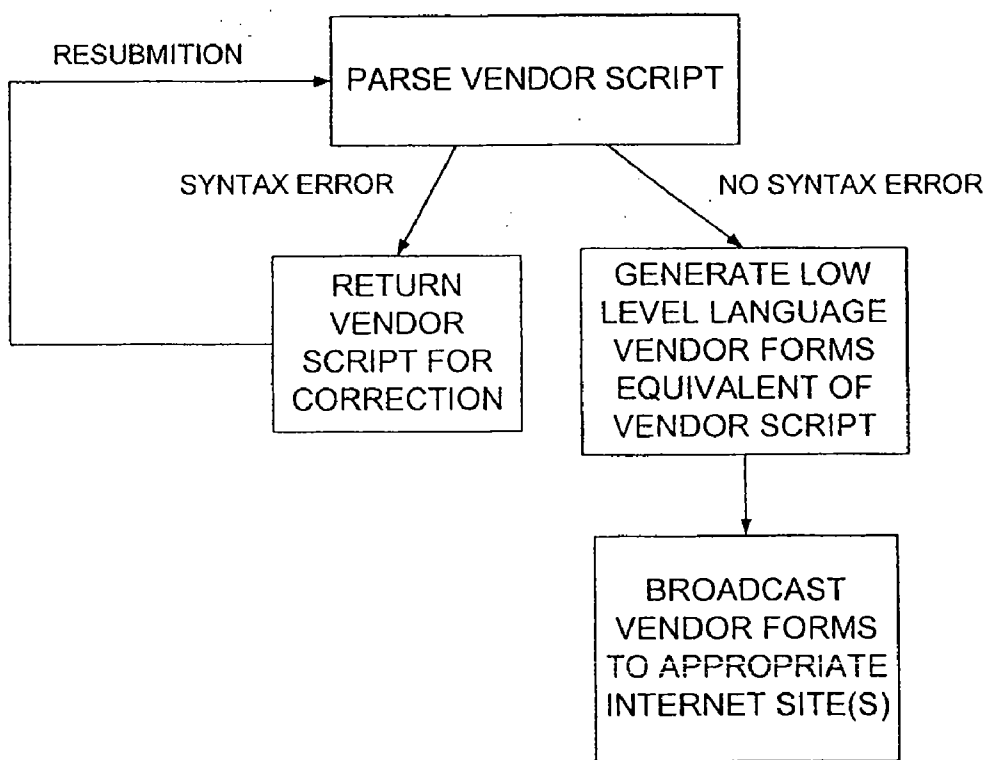 RESUBMITION
PARSE VENDOR SCRIPT
SYNTAX ERROR
NO SYNTAX ERROR
RETURN
VENDOR
SCRIPT FOR
CORRECTION
GENERATE LOW
LEVEL LANGUAGE
VENDOR FORMS
EQUIVALENT OF
VENDOR SCRIPT
BROADCAST
VENDOR FORMS
TO APPROPRIATE
INTERNET SITE(S)